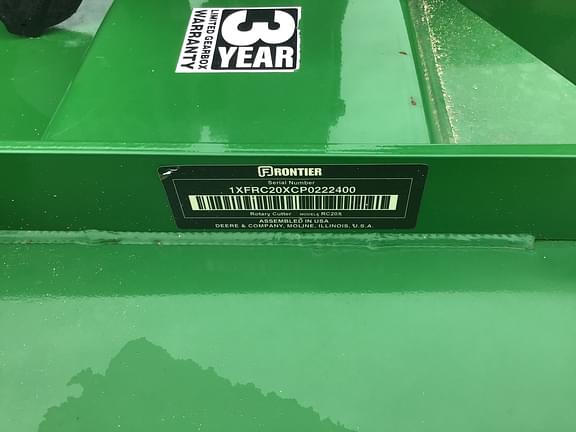 3
YEAR
LIMITED GEARBOX
WARRANTY
FRONTIER
Serial Number
1XFRC20XCP0222400
Rotary Cutter MODEL# RC20X
ASSEMBLED IN USA
DEERE & COMPANY, MOLINE, ILLINOIS, U.S.A.